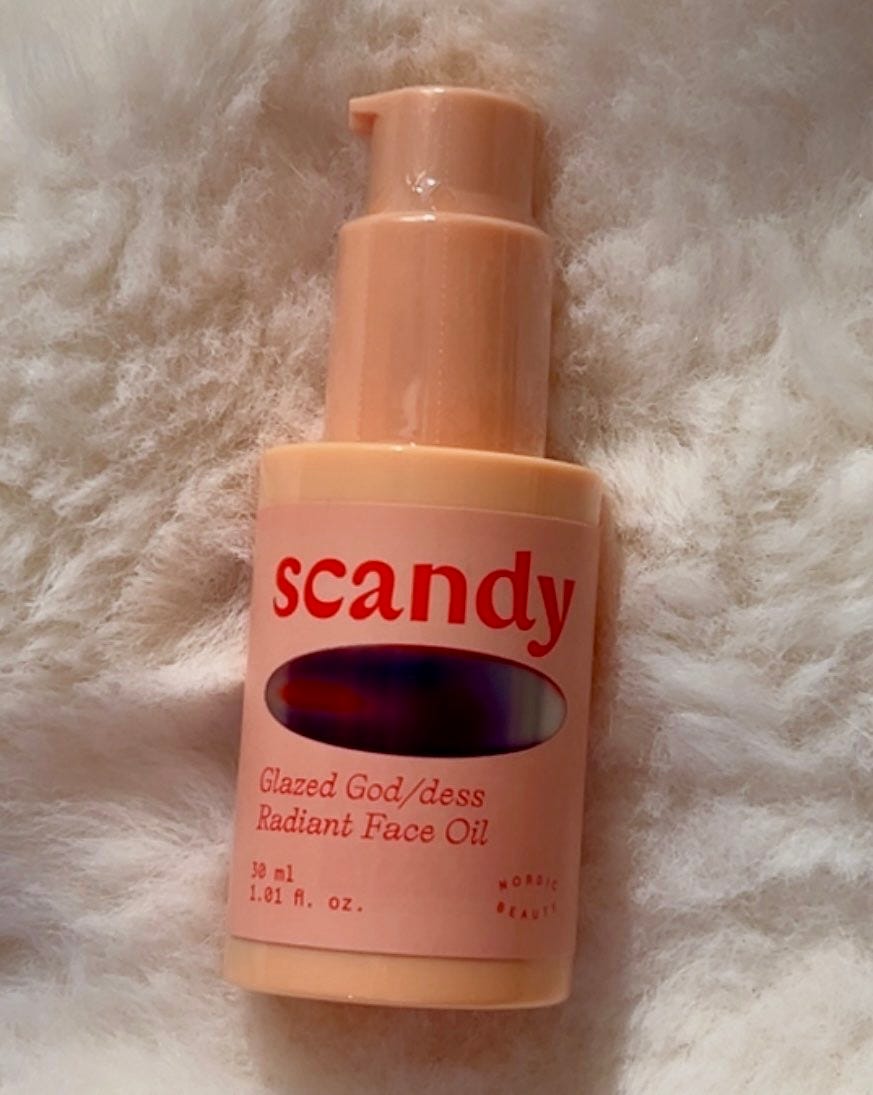 scandy
Glazed God/dess
Radiant Face Oil
30 ml
1.01 fl. oz.
NORDIC
BEAUTY